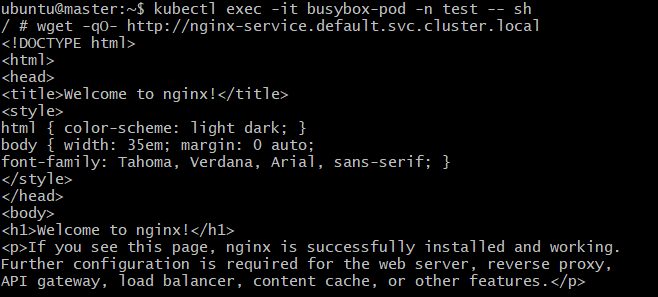 ubuntu@master:~$ kubectl exec -it busybox-pod -n test -- sh
/ # wget -qO- http://nginx-service.default.svc.cluster.local
<!DOCTYPE html>
<html>
<head>
<title>Welcome to nginx!</title>
<style>
html { color-scheme: light dark; }
body { width: 35em; margin: 0 auto;
font-family: Tahoma, Verdana, Arial, sans-serif; }
</style>
</head>
<body>
<h1>Welcome to nginx!</h1>
<p>If you see this page, nginx is successfully installed and working.
Further configuration is required for the web server, reverse proxy,
API gateway, load balancer, content cache, or other features.</p>